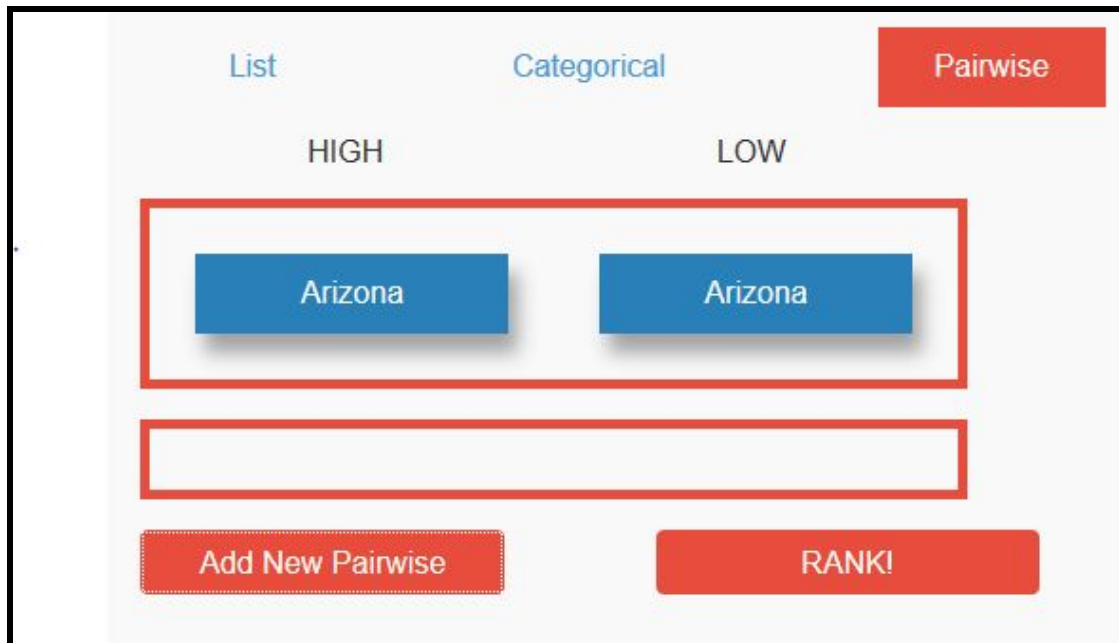 List Categorical Pairwise
HIGH LOW
Arizona Arizona
Add New Pairwise RANK!